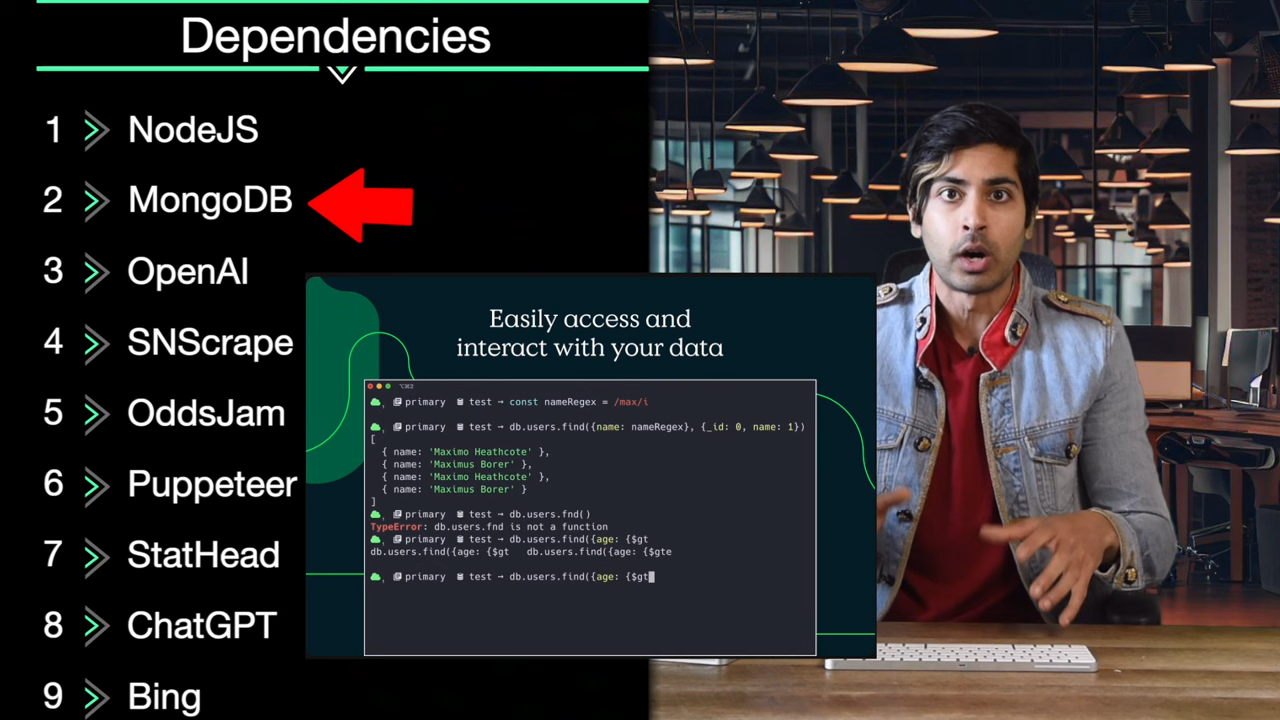 Dependencies
1 NodeJS
2 MongoDB
3 OpenAI
4 SNScrape
5 OddsJam
6 Puppeteer
7 StatHead
8 ChatGPT
9 Bing
Easily access and
interact with your data
primary test → const nameRegex = /max/i
primary test → db.users.find({name: nameRegex}, {_id: 0, name: 1})
[
{ name: 'Maximo Heathcote' },
{ name: 'Maximus Borer' },
{ name: 'Maximo Heathcote' },
{ name: 'Maximus Borer' }
]
primary test → db.users.fnd()
TypeError: db.users.fnd is not a function
primary test → db.users.find({age: {$gt
db.users.find({age: {$gt db.users.find({age: {$gte
primary test → db.users.find({age: {$gt